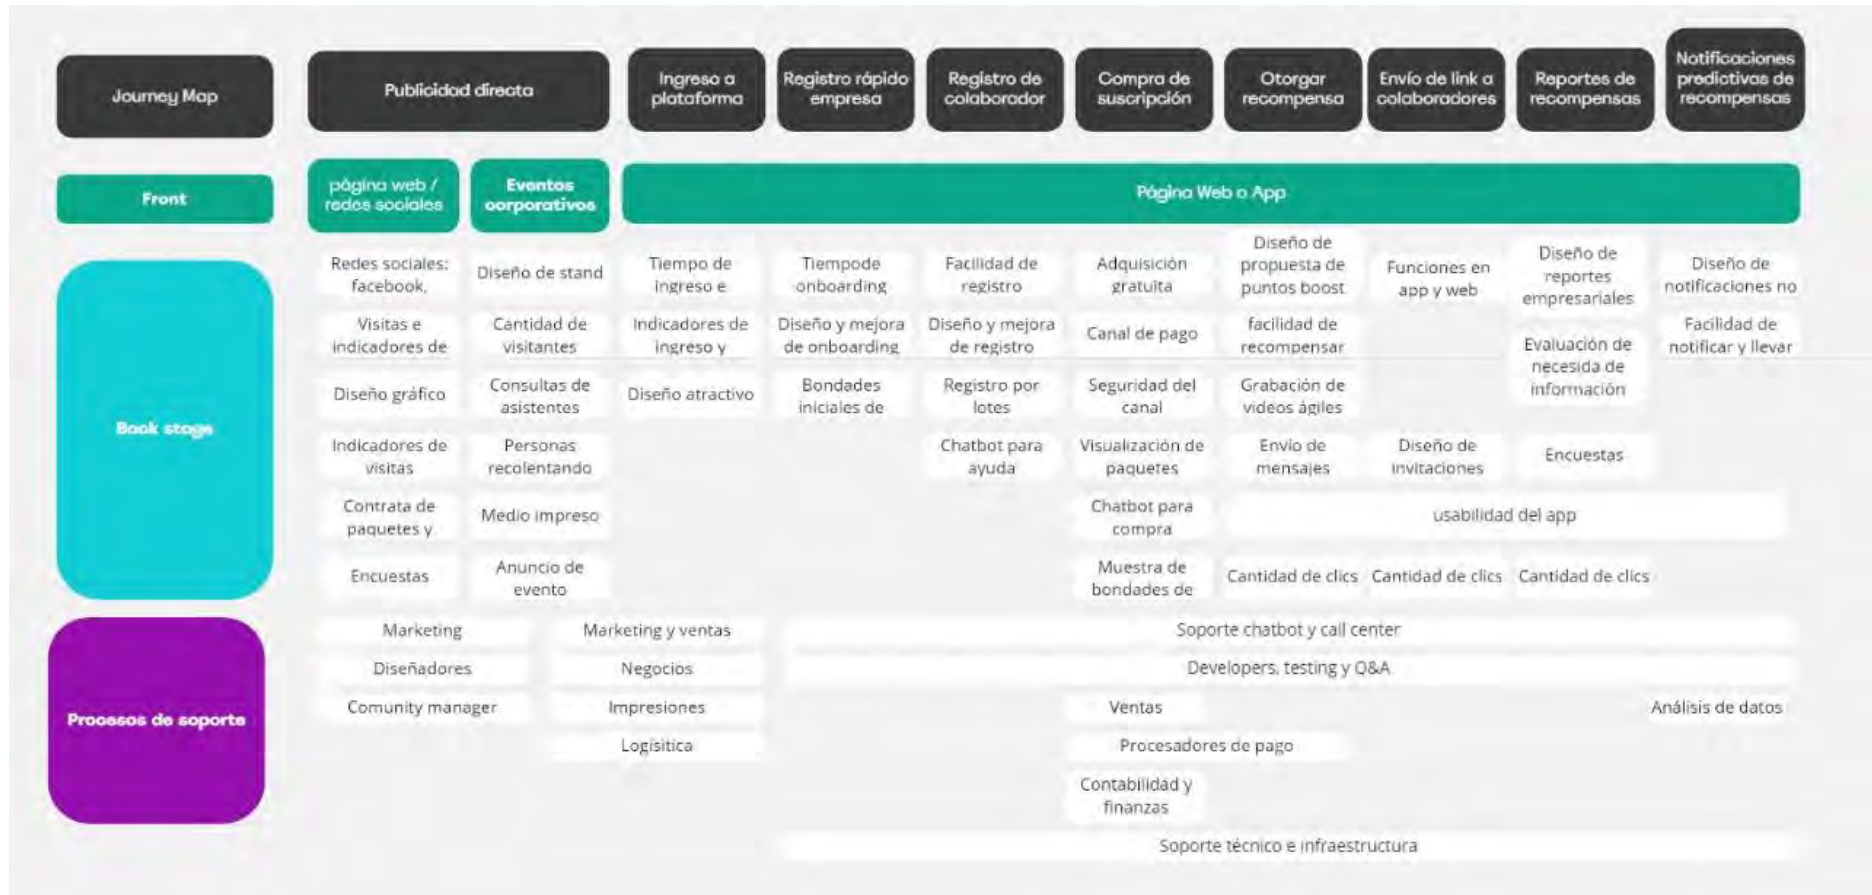 Journey Map
Publicidad directa
Ingreso a
plataforma
Registro rápido
empresa
Registro de
colaborador
Compra de
suscripción
Otorgar
recompensa
Envío de link a
colaboradores
Reportes de
recompensas
Notificaciones
predictivas de
recompensas
Front
página web /
redes sociales
Eventos
corporativos
Página Web o App
Back stage
Redes sociales:
facebook,
Visitas e
indicadores de
Diseño gráfico
Indicadores de
visitas
Contrata de
paquetes y
Encuestas
Diseño de stand
Cantidad de
visitantes
Consultas de
asistentes
Personas
recolentando
Medio impreso
Anuncio de
evento
Tiempo de
ingreso e
Indicadores de
ingreso y
Diseño atractivo
Tiempode
onboarding
Diseño y mejora
de onboarding
Bondades
iniciales de
Facilidad de
registro
Diseño y mejora
de registro
Registro por
lotes
Chatbot para
ayuda
Adquisición
gratuita
Canal de pago
Seguridad del
canal
Visualización de
paquetes
Chatbot para
compra
Muestra de
bondades de
Diseño de
propuesta de
puntos boost
facilidad de
recompensar
Grabación de
videos ágiles
Envío de
mensajes
Funciones en
app y web
Diseño de
invitaciones
Diseño de
reportes
empresariales
Evaluación de
necesida de
información
Encuestas
Diseño de
notificaciones no
Facilidad de
notificar y llevar
usabilidad del app
Cantidad de clics
Cantidad de clics
Cantidad de clics
Procesos de soporte
Marketing
Diseñadores
Comunity manager
Marketing y ventas
Negocios
Impresiones
Logísitica
Soporte chatbot y call center
Developers, testing y Q&A
Ventas
Análisis de datos
Procesadores de pago
Contabilidad y
finanzas
Soporte técnico e infraestructura